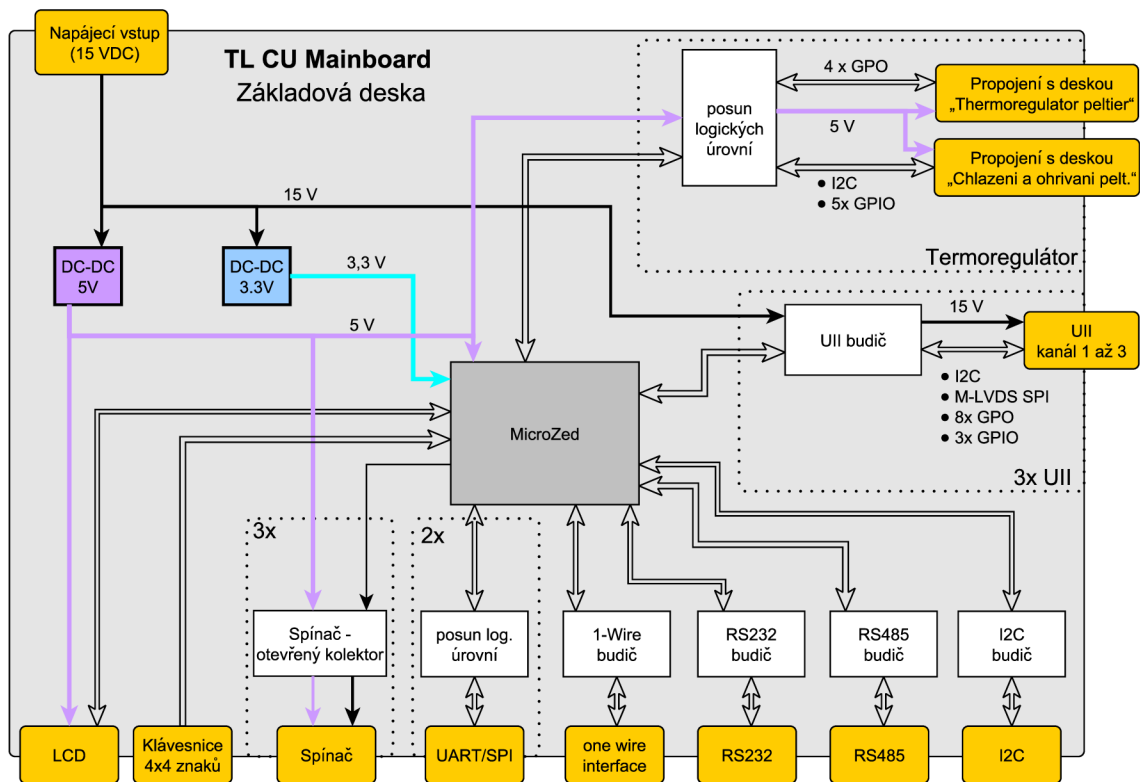 Napájecí vstup
(15 VDC)
TL CU Mainboard
Základová deska
posun
logických
úrovní
4 x GPO
5 V
Propojení s deskou
„Thermoregulator peltier“
Propojení s deskou
„Chlazeni a ohrivani pelt.“
● I2C
● 5x GPIO
Termoregulátor
15 V
DC-DC
5V
DC-DC
3.3V
3,3 V
5 V
UII budič
15 V
UII
kanál 1 až 3
● I2C
● M-LVDS SPI
● 8x GPO
● 3x GPIO
3x UII
MicroZed
3x
2x
Spínač -
otevřený kolektor
posun log.
úrovní
1-Wire
budič
RS232
budič
RS485
budič
I2C
budič
LCD
Klávesnice
4x4 znaků
Spínač
UART/SPI
one wire
interface
RS232
RS485
I2C